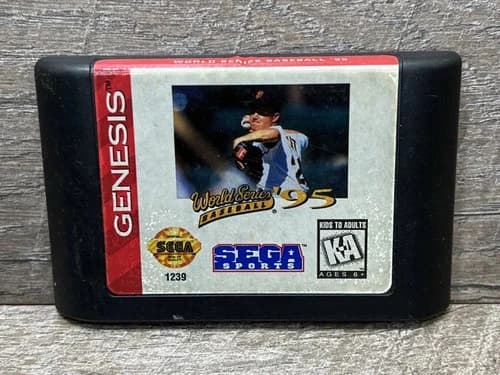 WORLD SERIES BASEBALL '95
GENESIS
World Series '95
BASEBALL
KIDS TO ADULTS
K-A
AGES 6+
SEGA
1239
SEGA
SPORTS